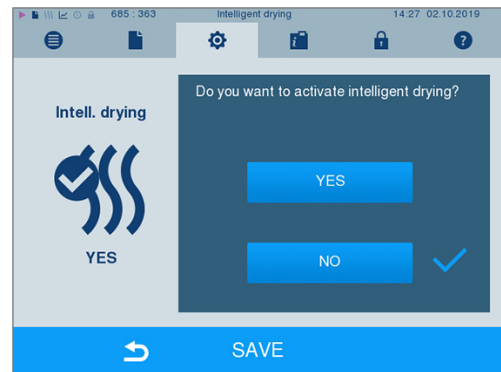 685 : 363 Intelligent drying 14:27 02.10.2019
Do you want to activate intelligent drying?
Intell. drying
YES
YES
NO
SAVE